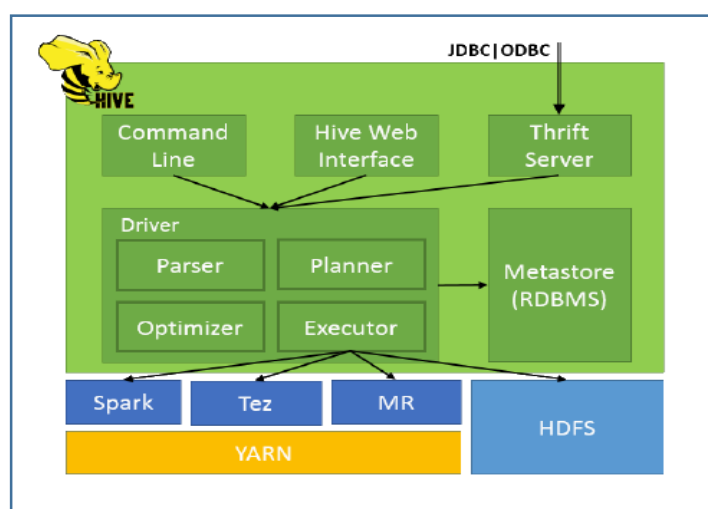 JDBC|ODBC
HIVE
Command
Line
Hive Web
Interface
Thrift
Server
Driver
Parser
Planner
Optimizer
Executor
Metastore
(RDBMS)
Spark
Tez
MR
HDFS
YARN